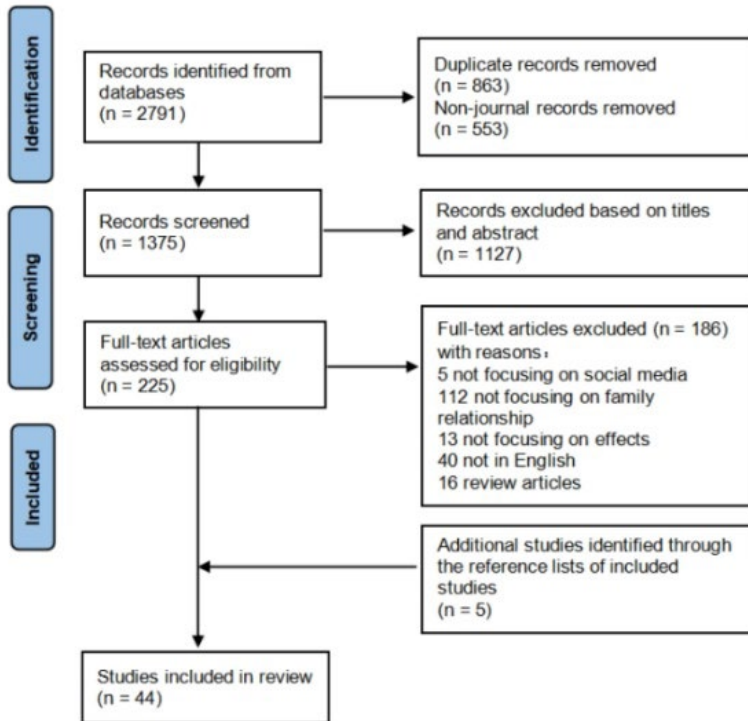 Identification
Records identified from
databases
(n = 2791)
Duplicate records removed
(n = 863)
Non-journal records removed
(n = 553)
Screening
Records screened
(n = 1375)
Records excluded based on titles
and abstract
(n = 1127)
Full-text articles
assessed for eligibility
(n = 225)
Full-text articles excluded (n = 186)
with reasons:
5 not focusing on social media
112 not focusing on family
relationship
13 not focusing on effects
40 not in English
16 review articles
Included
Additional studies identified through
the reference lists of included
studies
(n = 5)
Studies included in review
(n = 44)